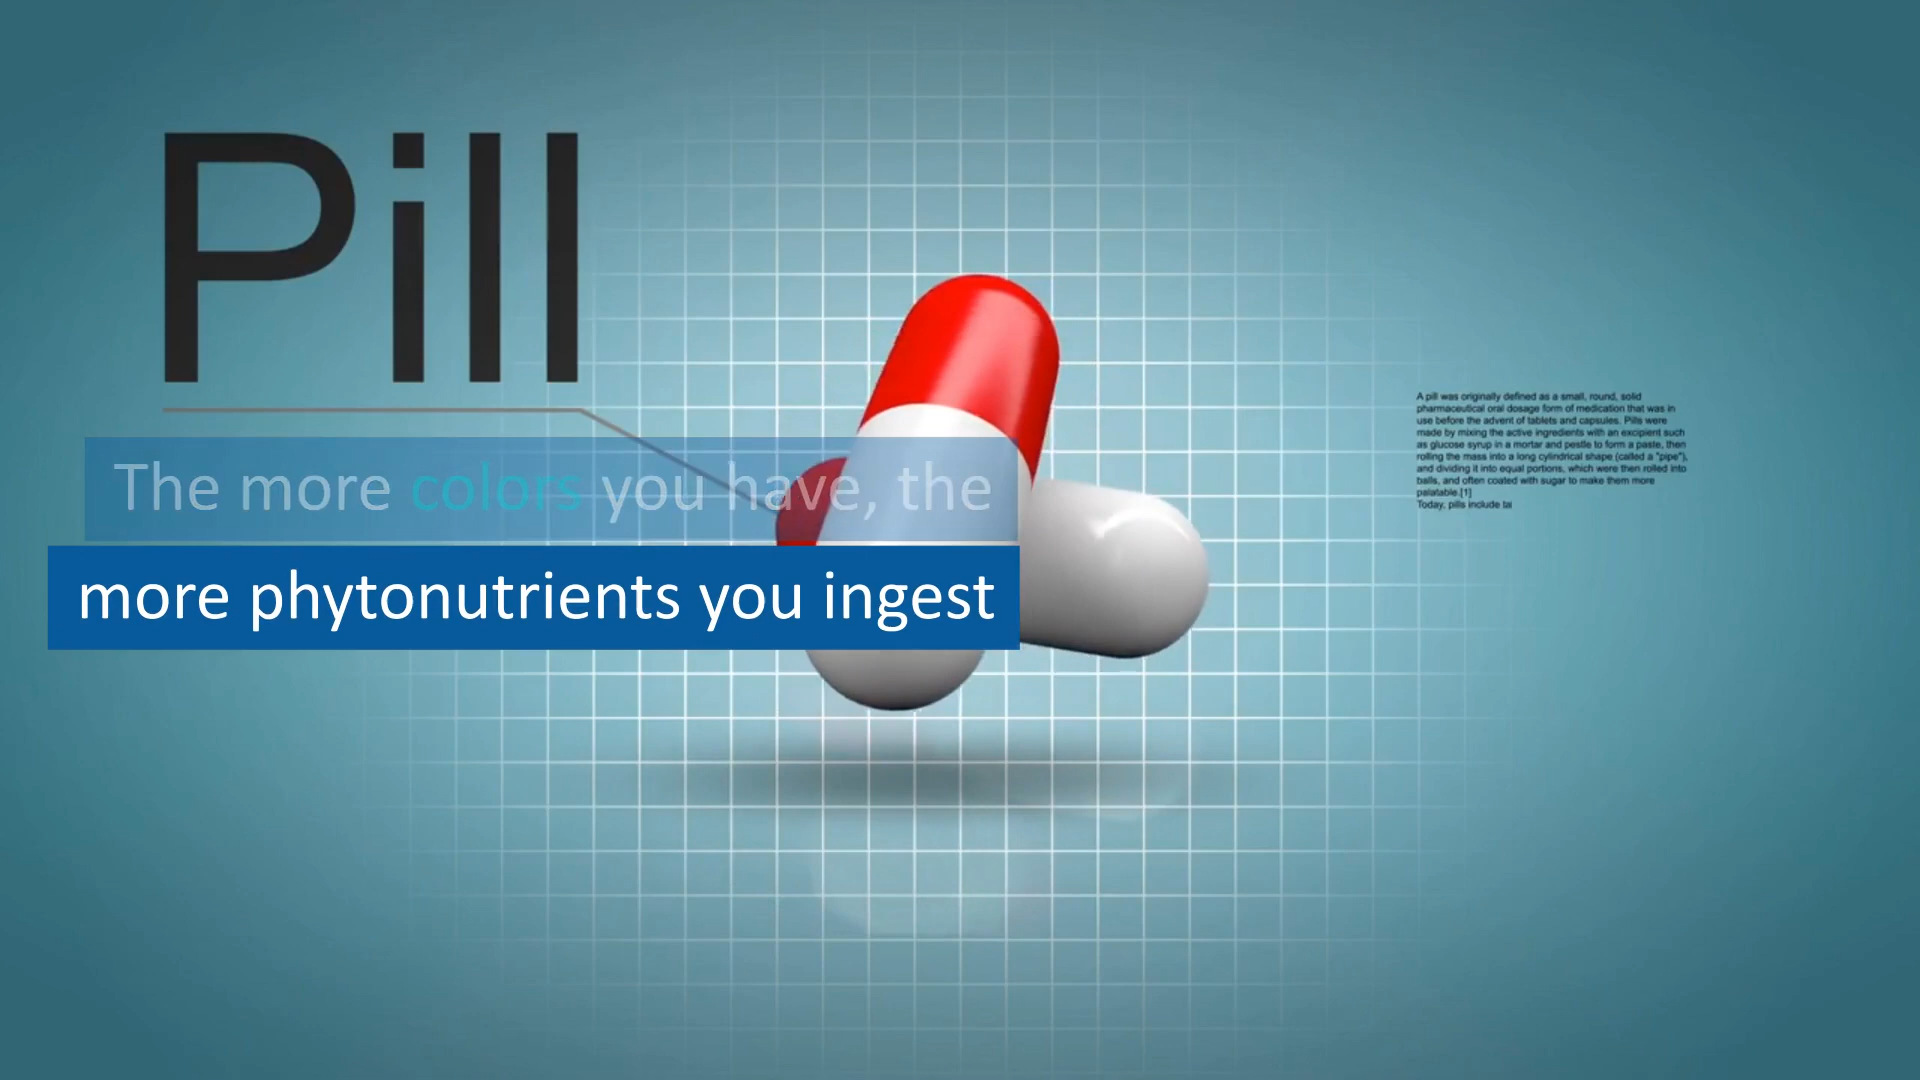 Pill
The more colors you have, the
more phytonutrients you ingest
A pill was originally defined as a small, round, solid
pharmaceutical oral dosage form of medication that was in
use before the advent of tablets and capsules. Pills were
made by mixing the active ingredients with an excipient such
as glucose syrup in a mortar and pestle to form a paste, then
rolling the mass into a long cylindrical shape (called a "pipe"),
and dividing it into equal portions, which were then rolled into
balls, and often coated with sugar to make them more
palatable.[1]
Today, pills include tal